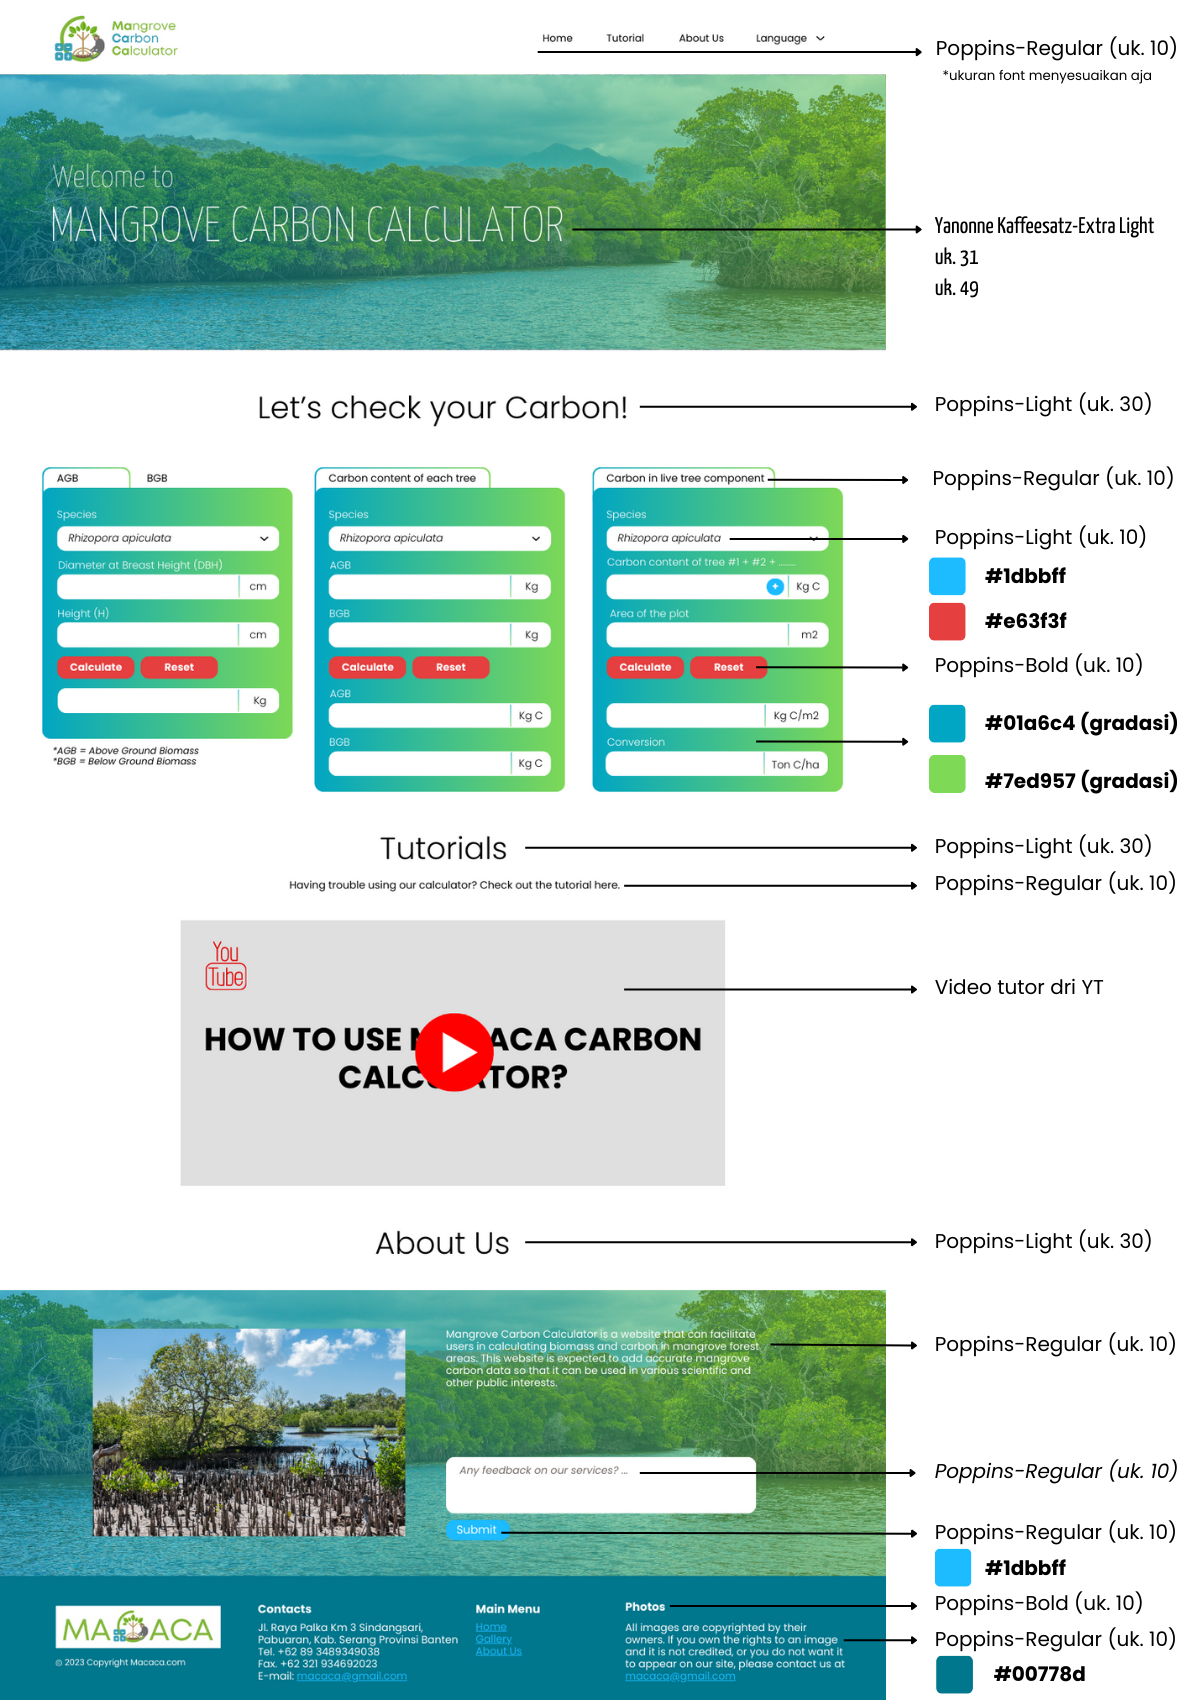 Mangrove
Carbon
Calculator
Home Tutorial About Us Language
Poppins-Regular (uk. 10)
*ukuran font menyesuaikan aja
Welcome to
MANGROVE CARBON CALCULATOR
Yanonne Kaffeesatz-Extra Light
uk. 31
uk. 49
Let's check your Carbon!
Poppins-Light (uk. 30)
AGB BGB
Species
Rhizopora apiculata
Diameter at Breast Height (DBH)
cm
Height (H)
cm
Calculate Reset
Kg
*AGB = Above Ground Biomass
*BGB = Below Ground Biomass
Carbon content of each tree
Species
Rhizopora apiculata
AGB
Kg
BGB
Kg
Calculate Reset
AGB
Kg C
BGB
Kg C
Carbon in live tree component
Species
Rhizopora apiculata
Carbon content of tree #1 + #2 + ......
+ Kg C
Area of the plot
m2
Calculate Reset
Kg C/m2
Conversion
Ton C/ha
Poppins-Regular (uk. 10)
Poppins-Light (uk. 10)
#1dbbff
#e63f3f
Poppins-Bold (uk. 10)
#01a6c4 (gradasi)
#7ed957 (gradasi)
Tutorials
Poppins-Light (uk. 30)
Having trouble using our calculator? Check out the tutorial here.
Poppins-Regular (uk. 10)
You
Tube
HOW TO USE M ACA CARBON
CALC TOR?
Video tutor dri YT
About Us
Poppins-Light (uk. 30)
Mangrove Carbon Calculator is a website that can facilitate
users in calculating biomass and carbon in mangrove forest
areas. This website is expected to add accurate mangrove
carbon data so that it can be used in various scientific and
other public interests.
Poppins-Regular (uk. 10)
Any feedback on our services? ...
Poppins-Regular (uk. 10)
Submit
Poppins-Regular (uk. 10)
#1dbbff
MACACA
© 2023 Copyright Macaca.com
Contacts
Jl. Raya Palka Km 3 Sindangsari,
Pabuaran, Kab. Serang Provinsi Banten
Tel. +62 89 3489349038
Fax. +62 321 934692023
E-mail: macaca@gmail.com
Main Menu
Home
Gallery
About Us
Photos
All images are copyrighted by their
owners. If you own the rights to an image
and it is not credited, or you do not want it
to appear on our site, please contact us at
macaca@gmail.com
Poppins-Bold (uk. 10)
Poppins-Regular (uk. 10)
#00778d